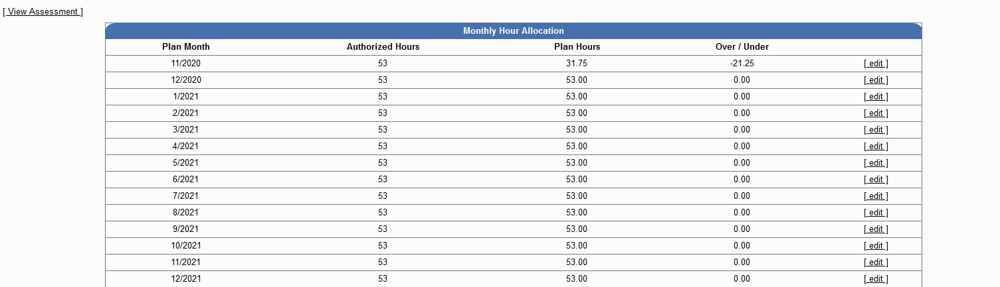 [ View Assessment ]
Monthly Hour Allocation
Plan Month Authorized Hours Plan Hours Over / Under
11/2020 53 31.75 -21.25 [ edit ]
12/2020 53 53.00 0.00 [ edit ]
1/2021 53 53.00 0.00 [ edit ]
2/2021 53 53.00 0.00 [ edit ]
3/2021 53 53.00 0.00 [ edit ]
4/2021 53 53.00 0.00 [ edit ]
5/2021 53 53.00 0.00 [ edit ]
6/2021 53 53.00 0.00 [ edit ]
7/2021 53 53.00 0.00 [ edit ]
8/2021 53 53.00 0.00 [ edit ]
9/2021 53 53.00 0.00 [ edit ]
10/2021 53 53.00 0.00 [ edit ]
11/2021 53 53.00 0.00 [ edit ]
12/2021 53 53.00 0.00 [ edit ]